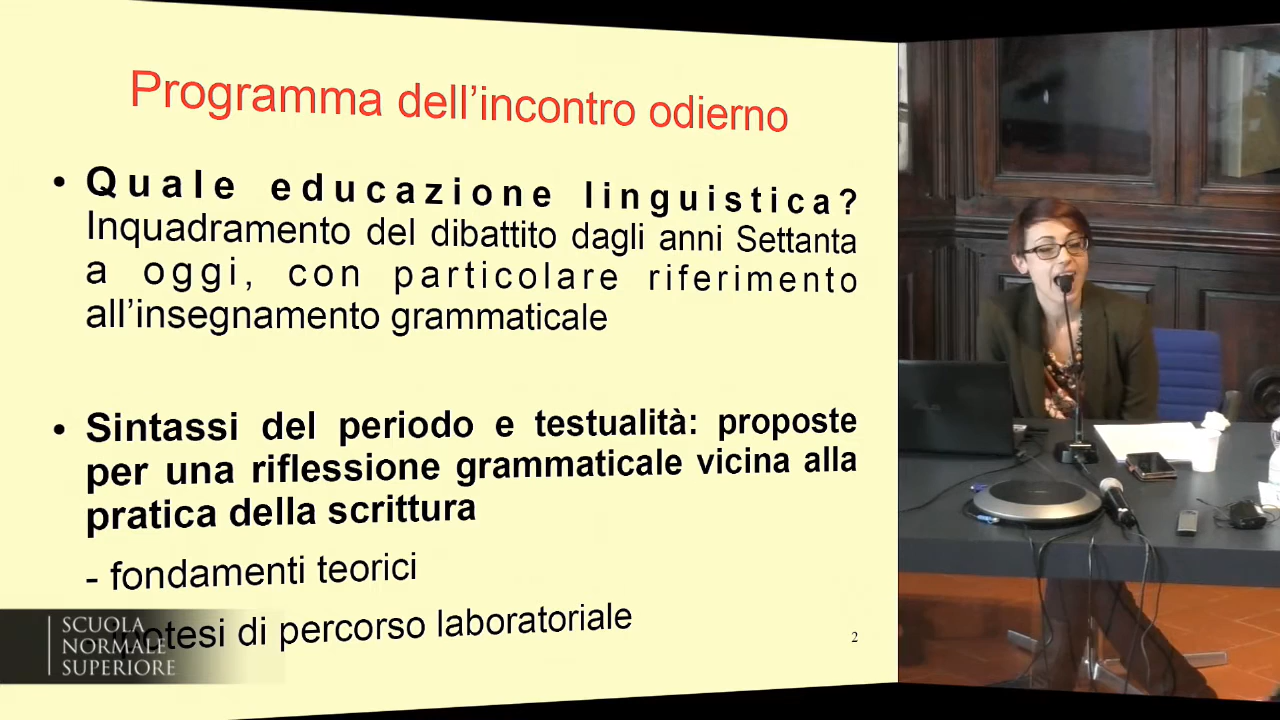 Programma dell'incontro odierno
• Quale educazione linguistica?
Inquadramento del dibattito dagli anni Settanta
a oggi, con particolare riferimento
all'insegnamento grammaticale
• Sintassi del periodo e testualità: proposte
per una riflessione grammaticale vicina alla
pratica della scrittura
- fondamenti teorici
- ipotesi di percorso laboratoriale
2
SCUOLA
NORMALE
SUPERIORE